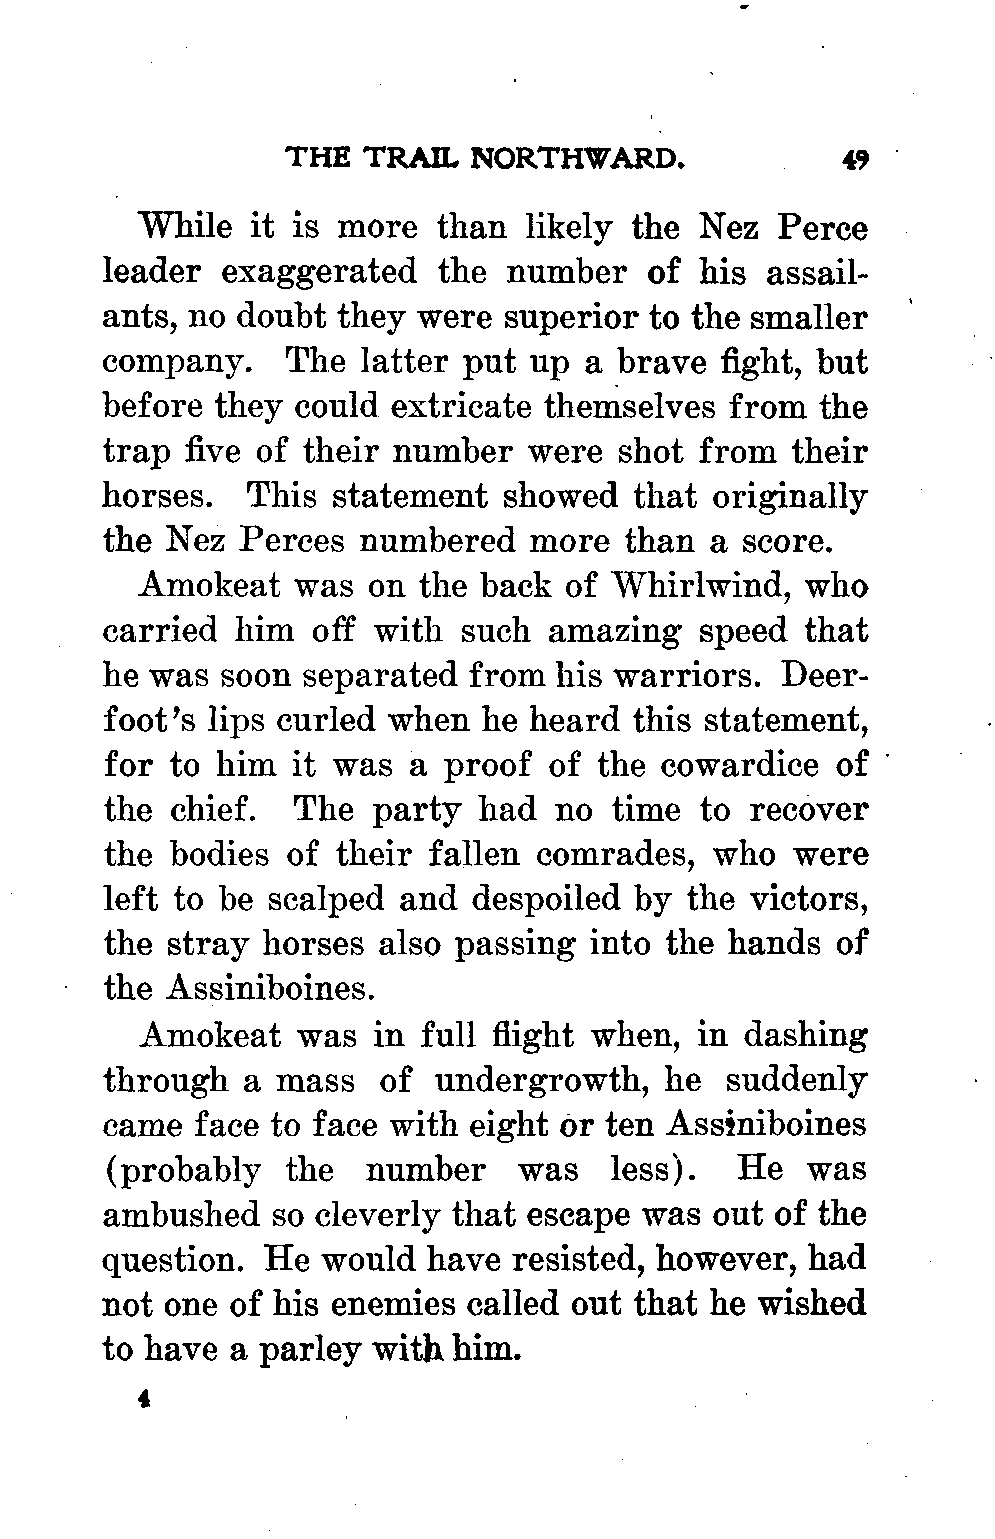 THE TRAIL NORTHWARD. 49
While it is more than likely the Nez Perce
leader exaggerated the number of his assail-
ants, no doubt they were superior to the smaller
company. The latter put up a brave fight, but
before they could extricate themselves from the
trap five of their number were shot from their
horses. This statement showed that originally
the Nez Perces numbered more than a score.
Amokeat was on the back of Whirlwind, who
carried him off with such amazing speed that
he was soon separated from his warriors. Deer-
foot's lips curled when he heard this statement,
for to him it was a proof of the cowardice of
the chief. The party had no time to recover
the bodies of their fallen comrades, who were
left to be scalped and despoiled by the victors,
the stray horses also passing into the hands of
the Assiniboines.
Amokeat was in full flight when, in dashing
through a mass of undergrowth, he suddenly
came face to face with eight or ten Assiniboines
(probably the number was less). He was
ambushed so cleverly that escape was out of the
question. He would have resisted, however, had
not one of his enemies called out that he wished
to have a parley with him.
4